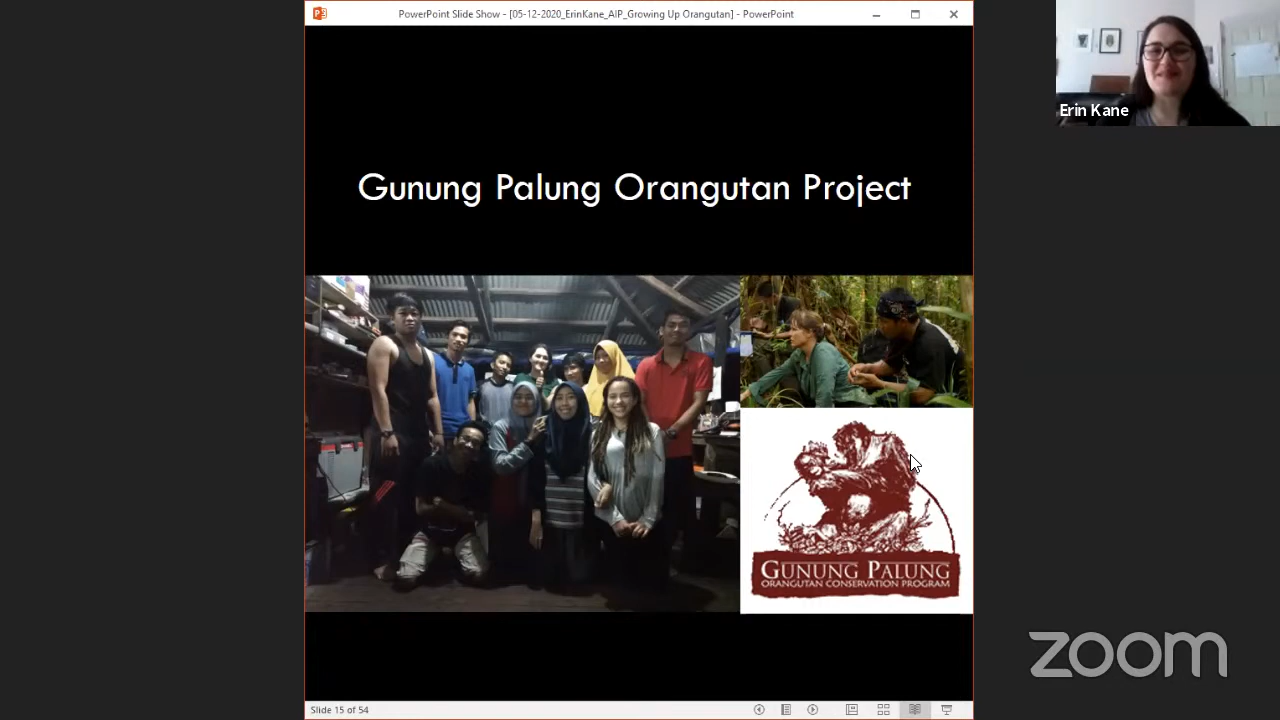 PowerPoint Slide Show - [05-12-2020_ErinKane_AIP_Growing Up Orangutan] - PowerPoint
Erin Kane
Gunung Palung Orangutan Project
GUNUNG PALUNG
ORANGUTAN CONSERVATION PROGRAM
zoom
Slide 15 of 54